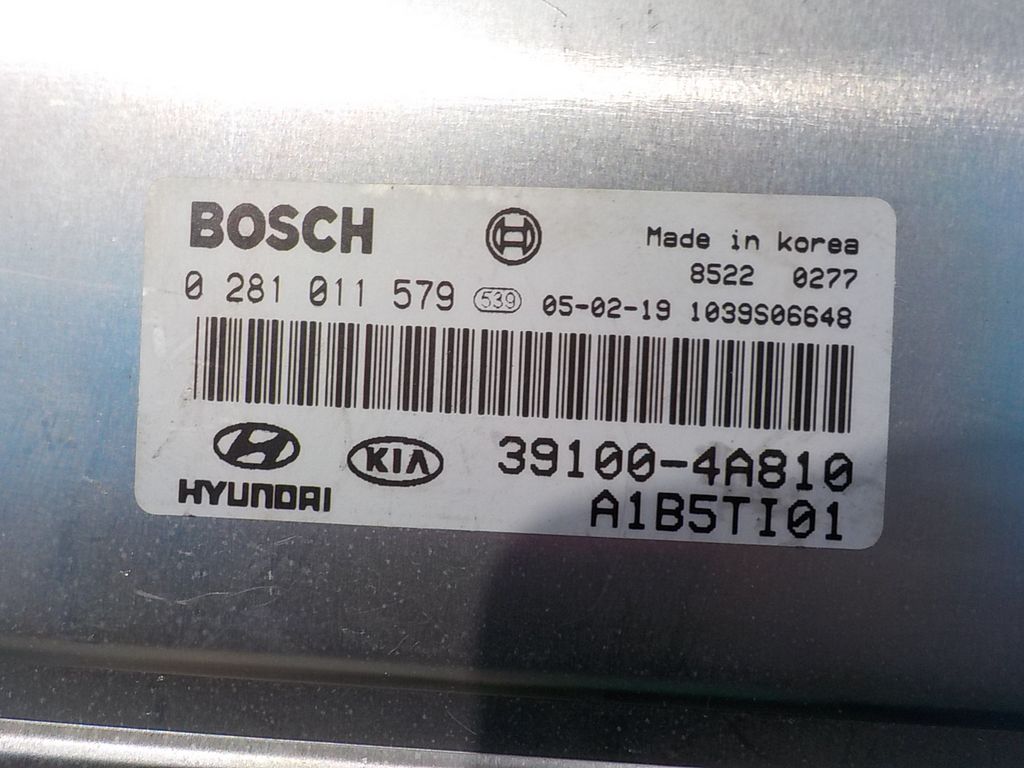 BOSCH
Made in korea
8522 0277
0 281 011 579 539 05-02-19 1039S06648
HYUNDAI KIA 39100-4A810
A1B5TI01